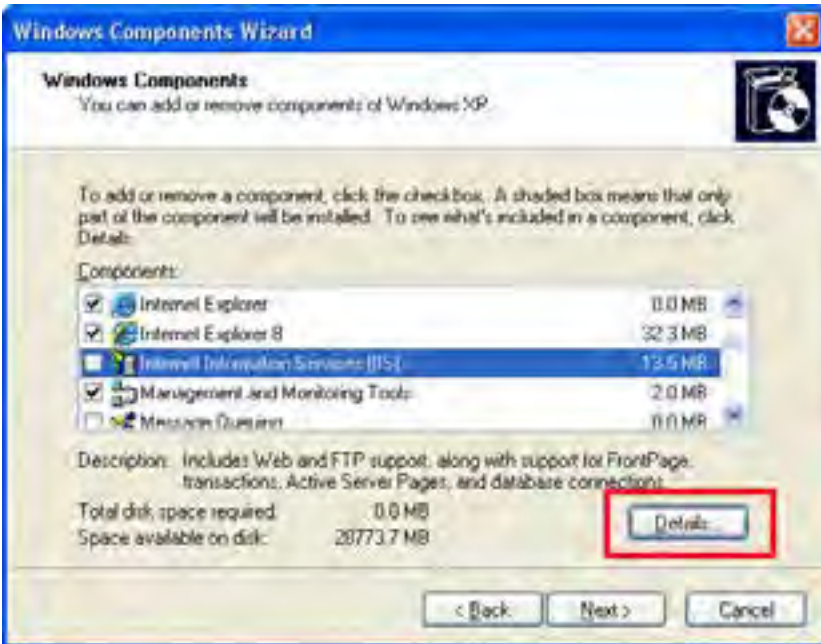 Windows Components Wizard
Windows Components
You can add or remove components of Windows XP.
To add or remove a component, click the checkbox. A shaded box means that only
part of the component will be installed. To see what's included in a component, click
Details.
Components:
Internet Explorer 0.0 MB
Internet Explorer 8 32.3 MB
Internet Information Services (IIS) 13.5 MB
Management and Monitoring Tools 2.0 MB
Message Queuing 0.0 MB
Description: Includes Web and FTP support, along with support for FrontPage,
transactions, Active Server Pages, and database connections.
Total disk space required: 0.0 MB
Space available on disk: 28773.7 MB
Details...
< Back
Next >
Cancel